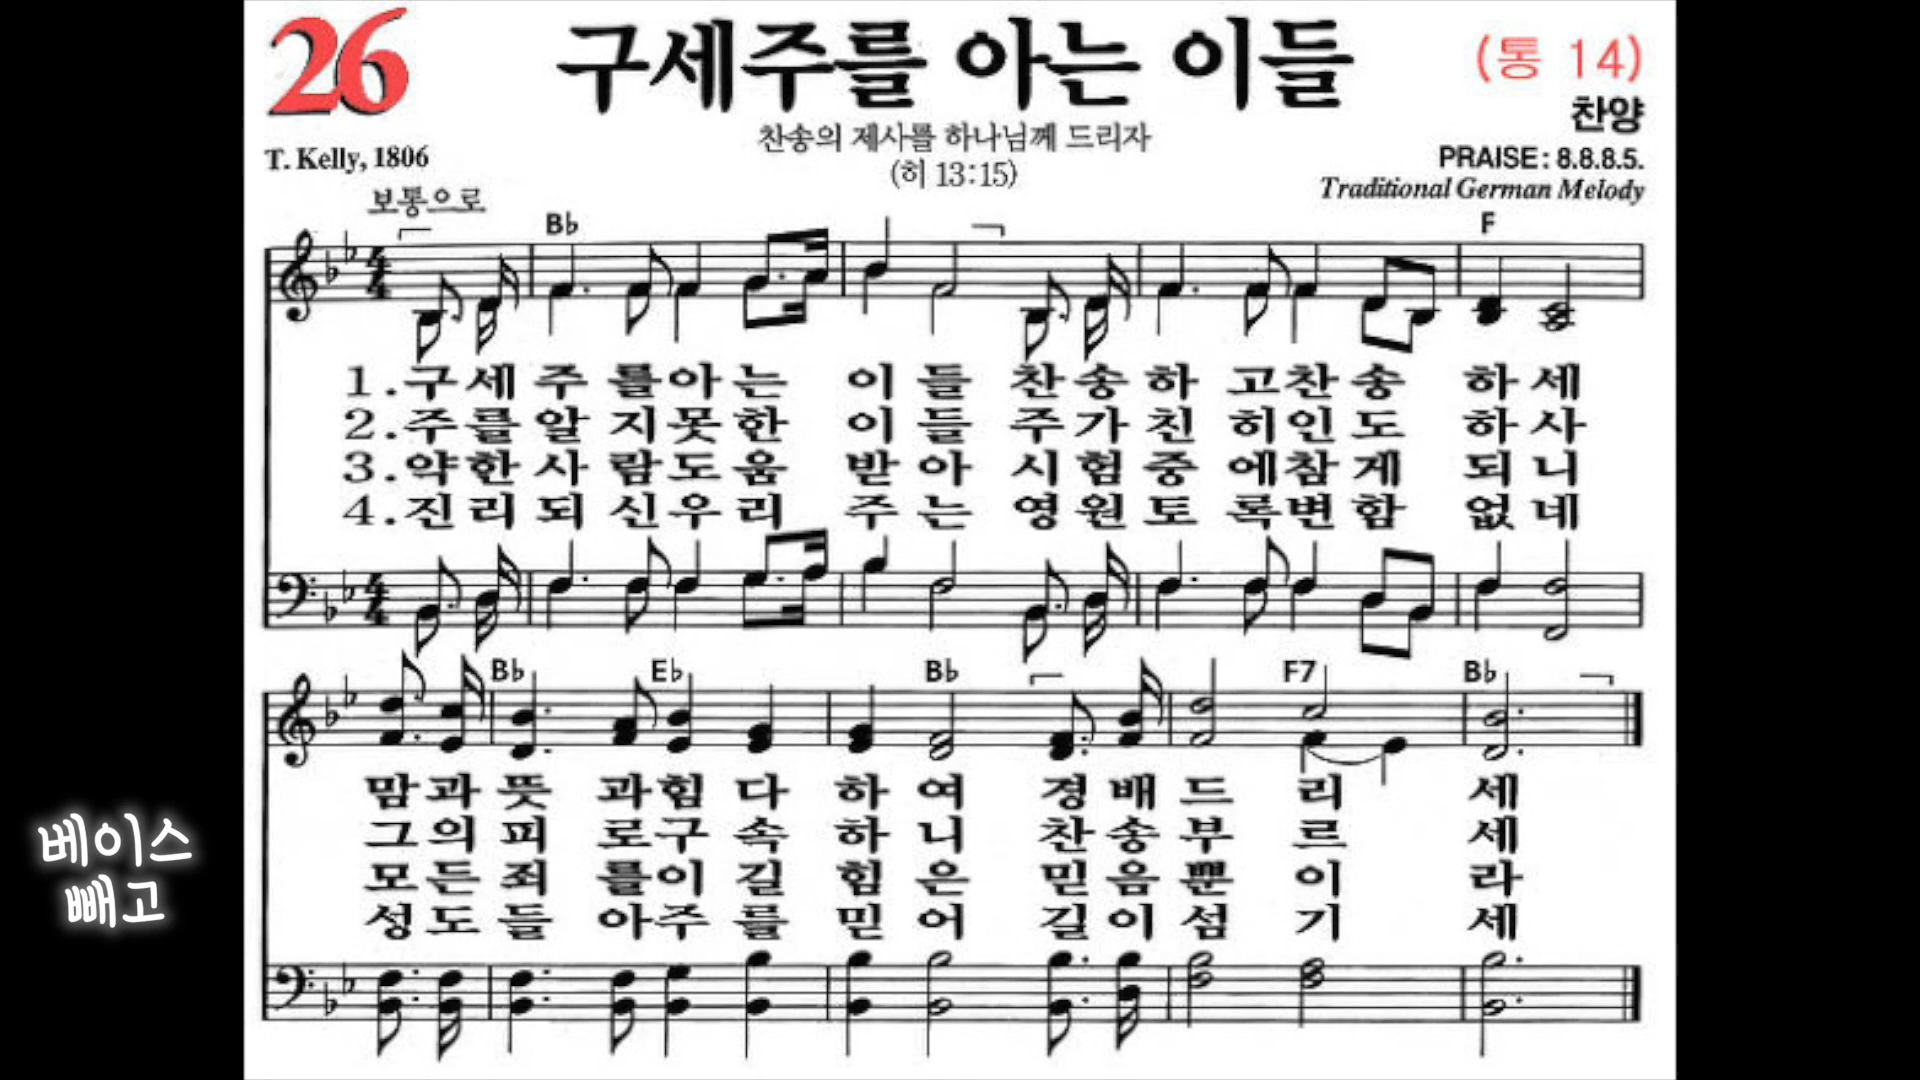 26
구세주를 아는 이들
(통 14)
찬양
찬송의 제사를 하나님께 드리자
(히 13:15)
T. Kelly, 1806
PRAISE: 8.8.8.5.
Traditional German Melody
보통으로
B♭ F
1.구세주를아는 이들 찬송하고찬송 하세
2.주를알지못한 이들 주가친히인도 하사
3.약한사람도움 받아 시험중에참게 되니
4.진리되신우리 주는 영원토록변함 없네
B♭ E♭ B♭ F7 B♭
맘과뜻과힘다 하여 경배드리 세
그의피로구속 하니 찬송부르 세
모든죄를이길 힘은 믿음뿐이 라
성도들아주를 믿어 길이섬기 세
베이스
빼고